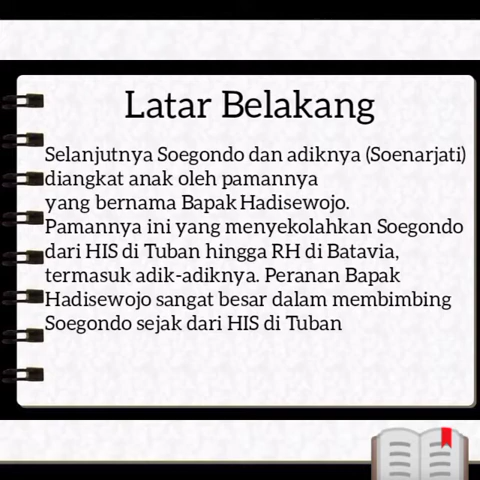 Latar Belakang
Selanjutnya Soegondo dan adiknya (Soenarjati)
diangkat anak oleh pamannya
yang bernama Bapak Hadisewojo.
Pamannya ini yang menyekolahkan Soegondo
dari HIS di Tuban hingga RH di Batavia,
termasuk adik-adiknya. Peranan Bapak
Hadisewojo sangat besar dalam membimbing
Soegondo sejak dari HIS di Tuban